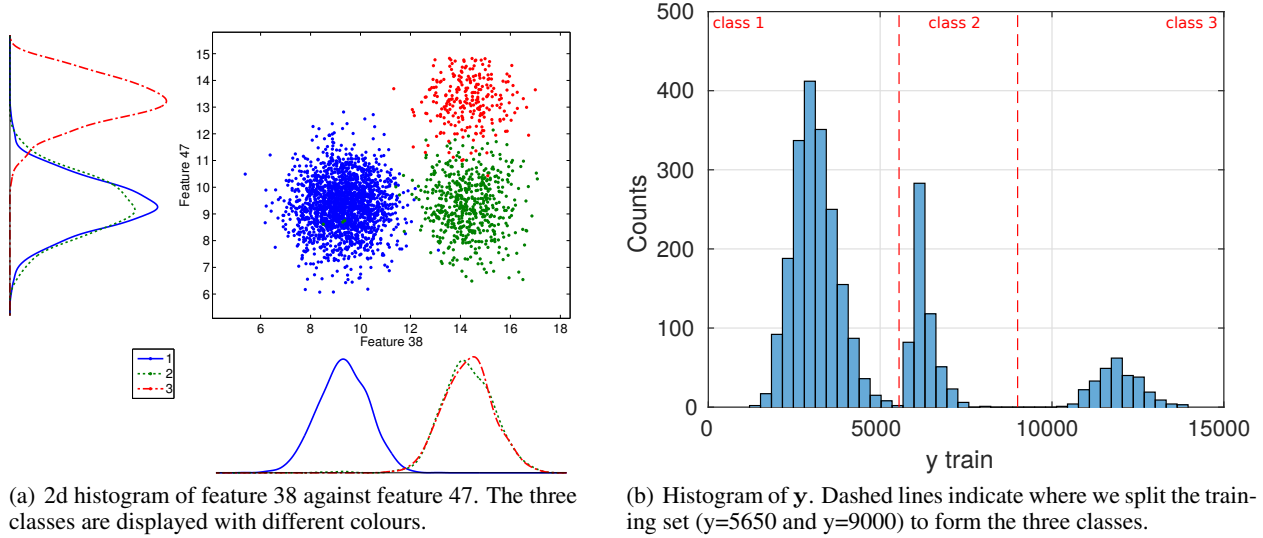 15
14
13
12
11
10
9
8
7
6
Feature 47
6 8 10 12 14 16 18
Feature 38
1
2
3
(a) 2d histogram of feature 38 against feature 47. The three
classes are displayed with different colours.
class 1 class 2 class 3
500
400
300
200
100
0
Counts
0 5000 10000 15000
y train
(b) Histogram of y. Dashed lines indicate where we split the train-
ing set (y=5650 and y=9000) to form the three classes.